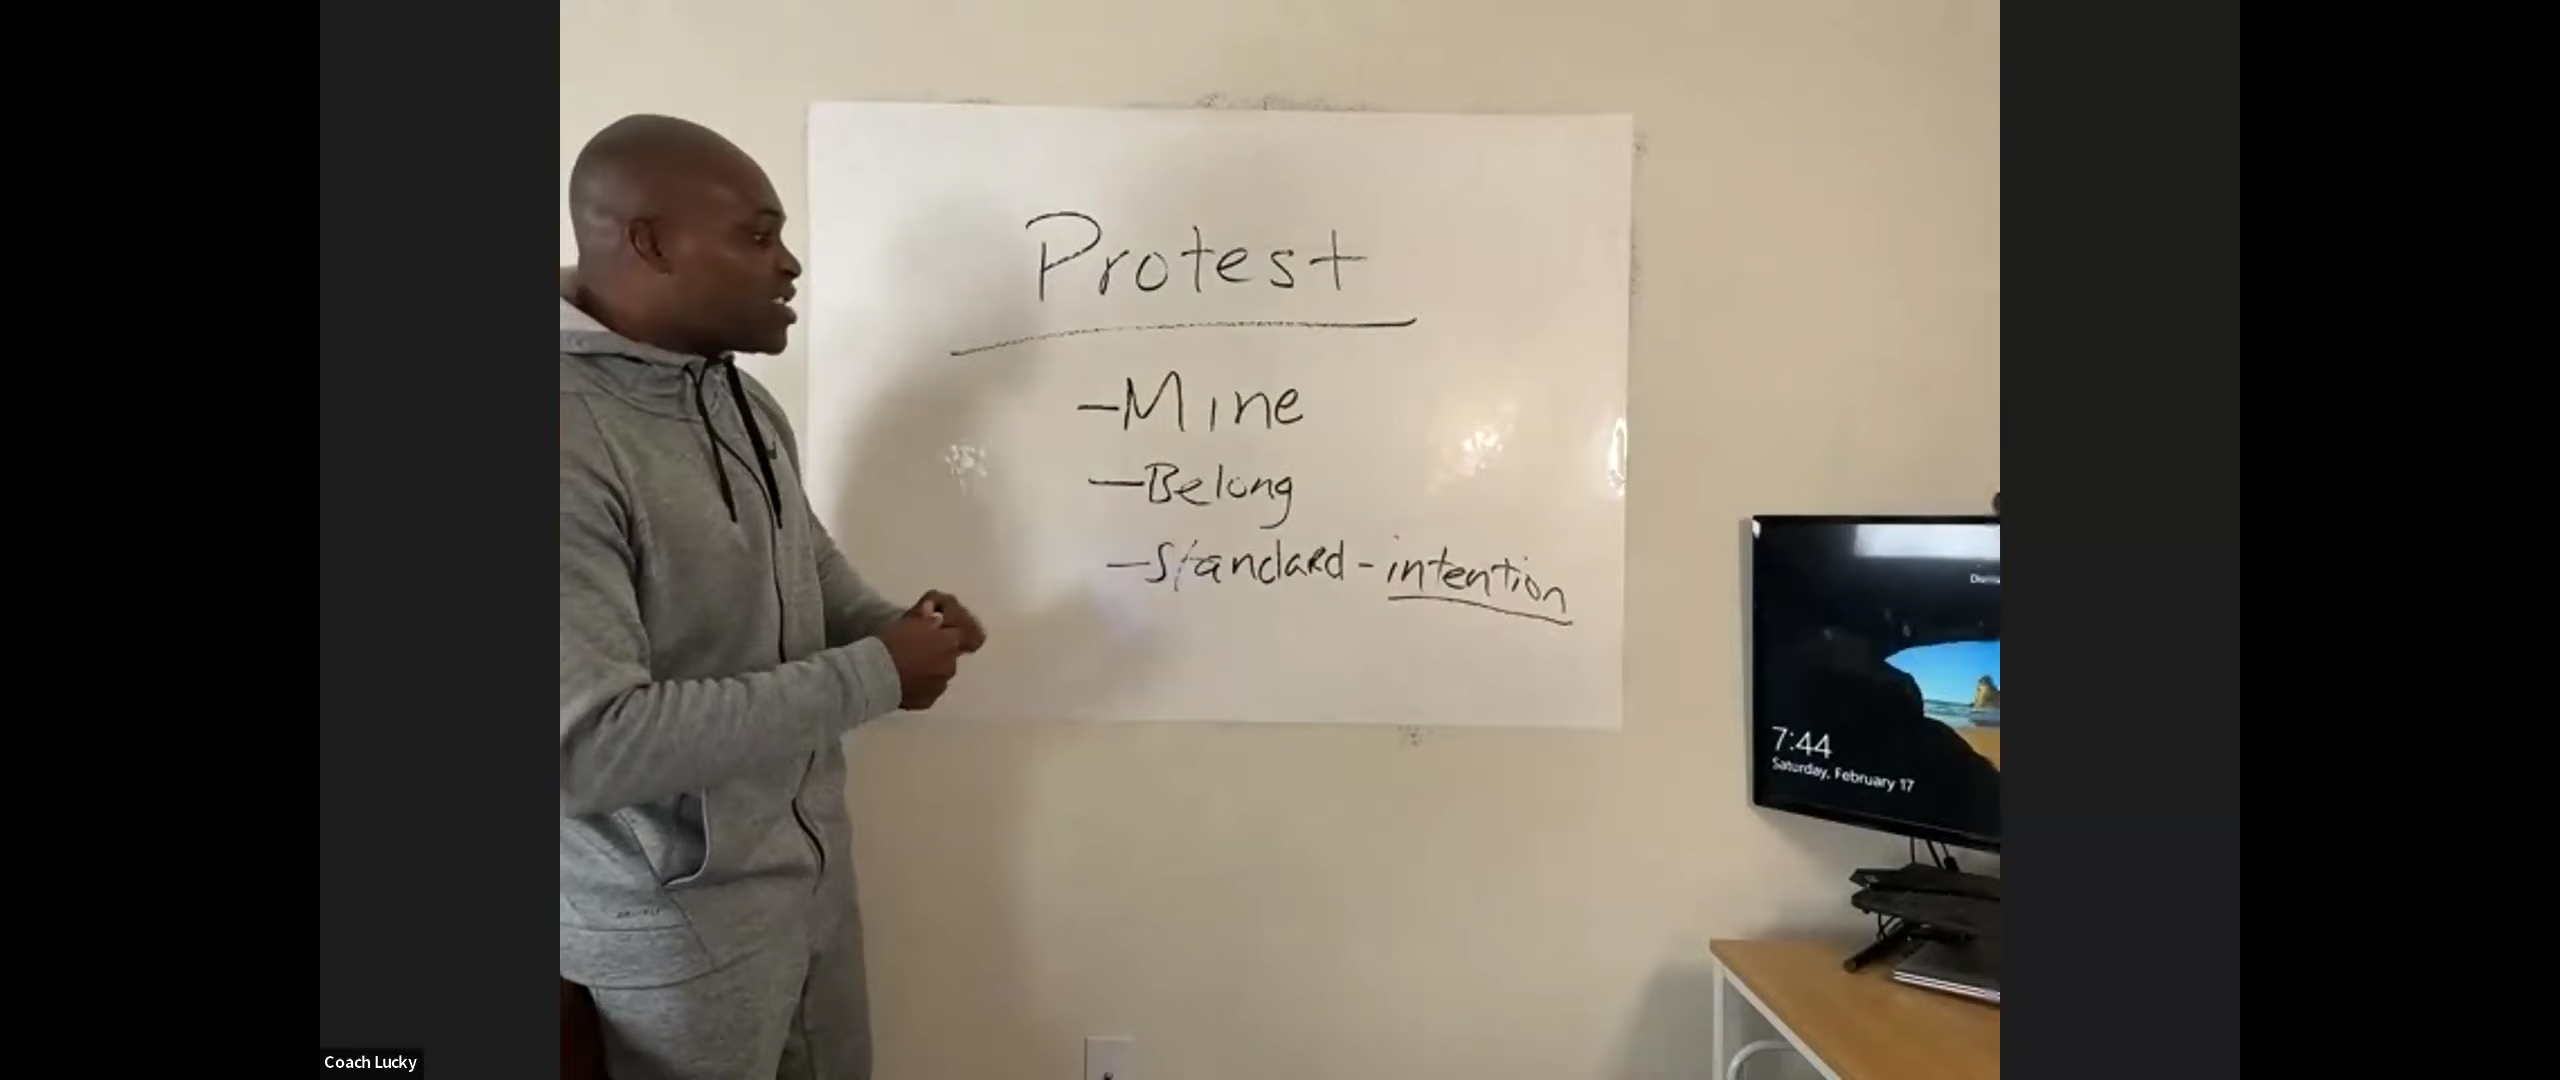 Protest
-Mine
-Belong
-Standard-intention
7:44
Saturday, February 17
Coach Lucky